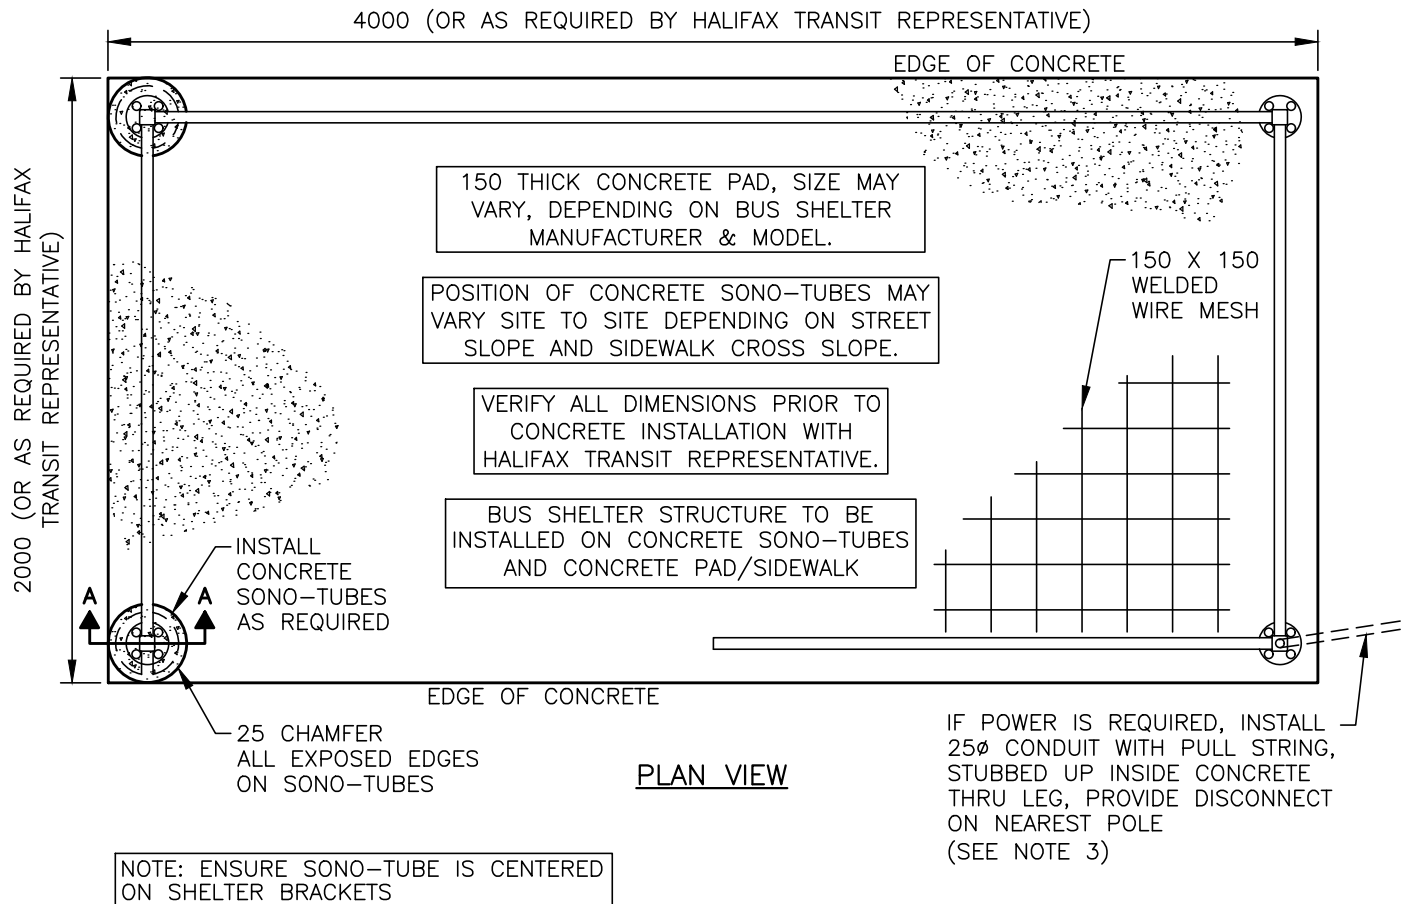 4000 (OR AS REQUIRED BY HALIFAX TRANSIT REPRESENTATIVE)
EDGE OF CONCRETE
2000 (OR AS REQUIRED BY HALIFAX
TRANSIT REPRESENTATIVE)
150 THICK CONCRETE PAD, SIZE MAY
VARY, DEPENDING ON BUS SHELTER
MANUFACTURER & MODEL.
POSITION OF CONCRETE SONO-TUBES MAY
VARY SITE TO SITE DEPENDING ON STREET
SLOPE AND SIDEWALK CROSS SLOPE.
VERIFY ALL DIMENSIONS PRIOR TO
CONCRETE INSTALLATION WITH
HALIFAX TRANSIT REPRESENTATIVE.
BUS SHELTER STRUCTURE TO BE
INSTALLED ON CONCRETE SONO-TUBES
AND CONCRETE PAD/SIDEWALK
150 X 150
WELDED
WIRE MESH
INSTALL
CONCRETE
SONO-TUBES
AS REQUIRED
A
A
EDGE OF CONCRETE
25 CHAMFER
ALL EXPOSED EDGES
ON SONO-TUBES
PLAN VIEW
IF POWER IS REQUIRED, INSTALL
25ø CONDUIT WITH PULL STRING,
STUBBED UP INSIDE CONCRETE
THRU LEG, PROVIDE DISCONNECT
ON NEAREST POLE
(SEE NOTE 3)
NOTE: ENSURE SONO-TUBE IS CENTERED
ON SHELTER BRACKETS